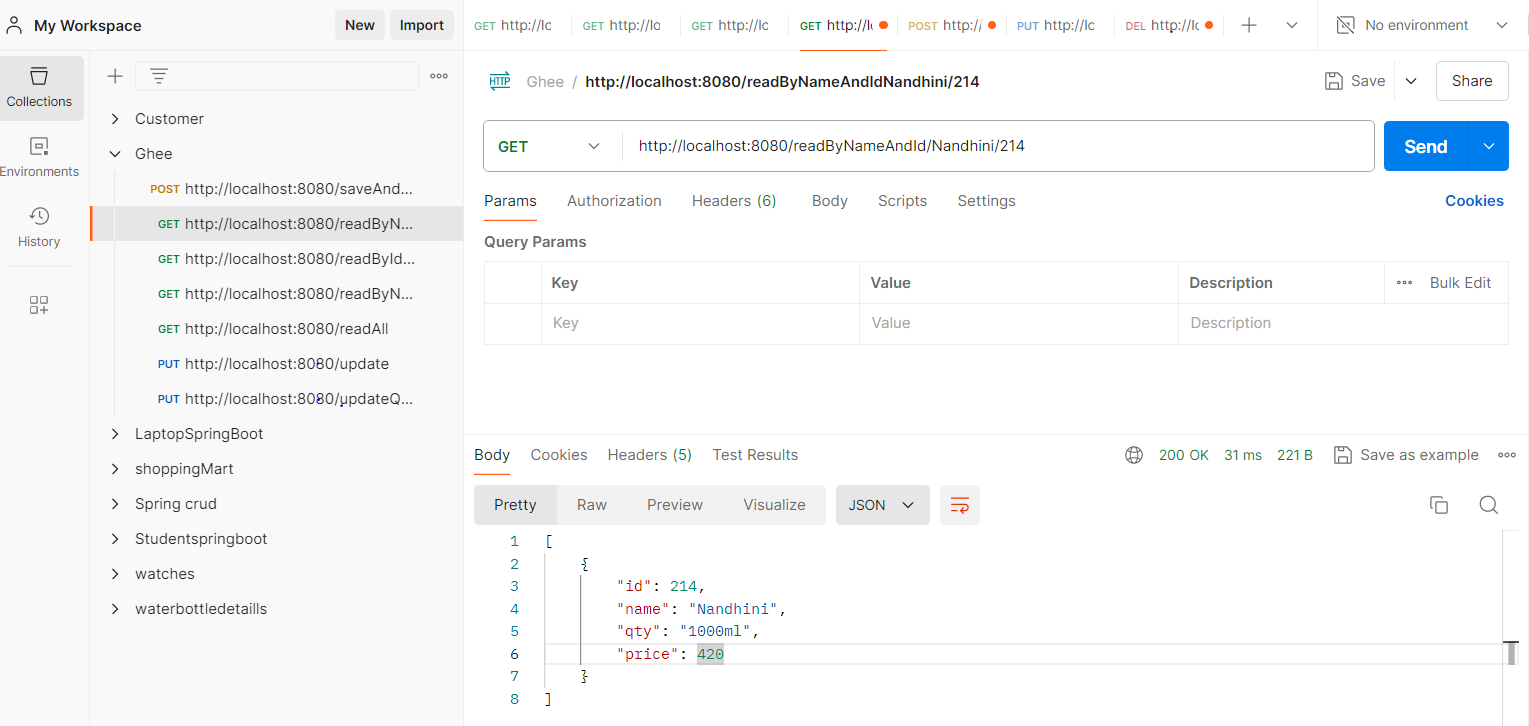 My Workspace
New
Import
GET http://lc
GET http://lo
GET http://lc
GET http://lo
POST http://
PUT http://lo
DEL http://lo
No environment
Collections
Environments
History
Customer
Ghee
POST http://localhost:8080/saveAnd...
GET http://localhost:8080/readByN...
GET http://localhost:8080/readById...
GET http://localhost:8080/readByN...
GET http://localhost:8080/readAll
PUT http://localhost:8080/update
PUT http://localhost:8080/updateQ...
LaptopSpringBoot
shoppingMart
Spring crud
Studentspringboot
watches
waterbottledetaills
HTTP Ghee / http://localhost:8080/readByNameAndIdNandhini/214
Save
Share
GET http://localhost:8080/readByNameAndId/Nandhini/214
Send
Params Authorization Headers (6) Body Scripts Settings
Cookies
Query Params
Key Value Description Bulk Edit
Key Value Description
Body Cookies Headers (5) Test Results
200 OK 31 ms 221 B Save as example
Pretty Raw Preview Visualize JSON
1 [
2 {
3 "id": 214,
4 "name": "Nandhini",
5 "qty": "1000ml",
6 "price": 420
7 }
8 ]